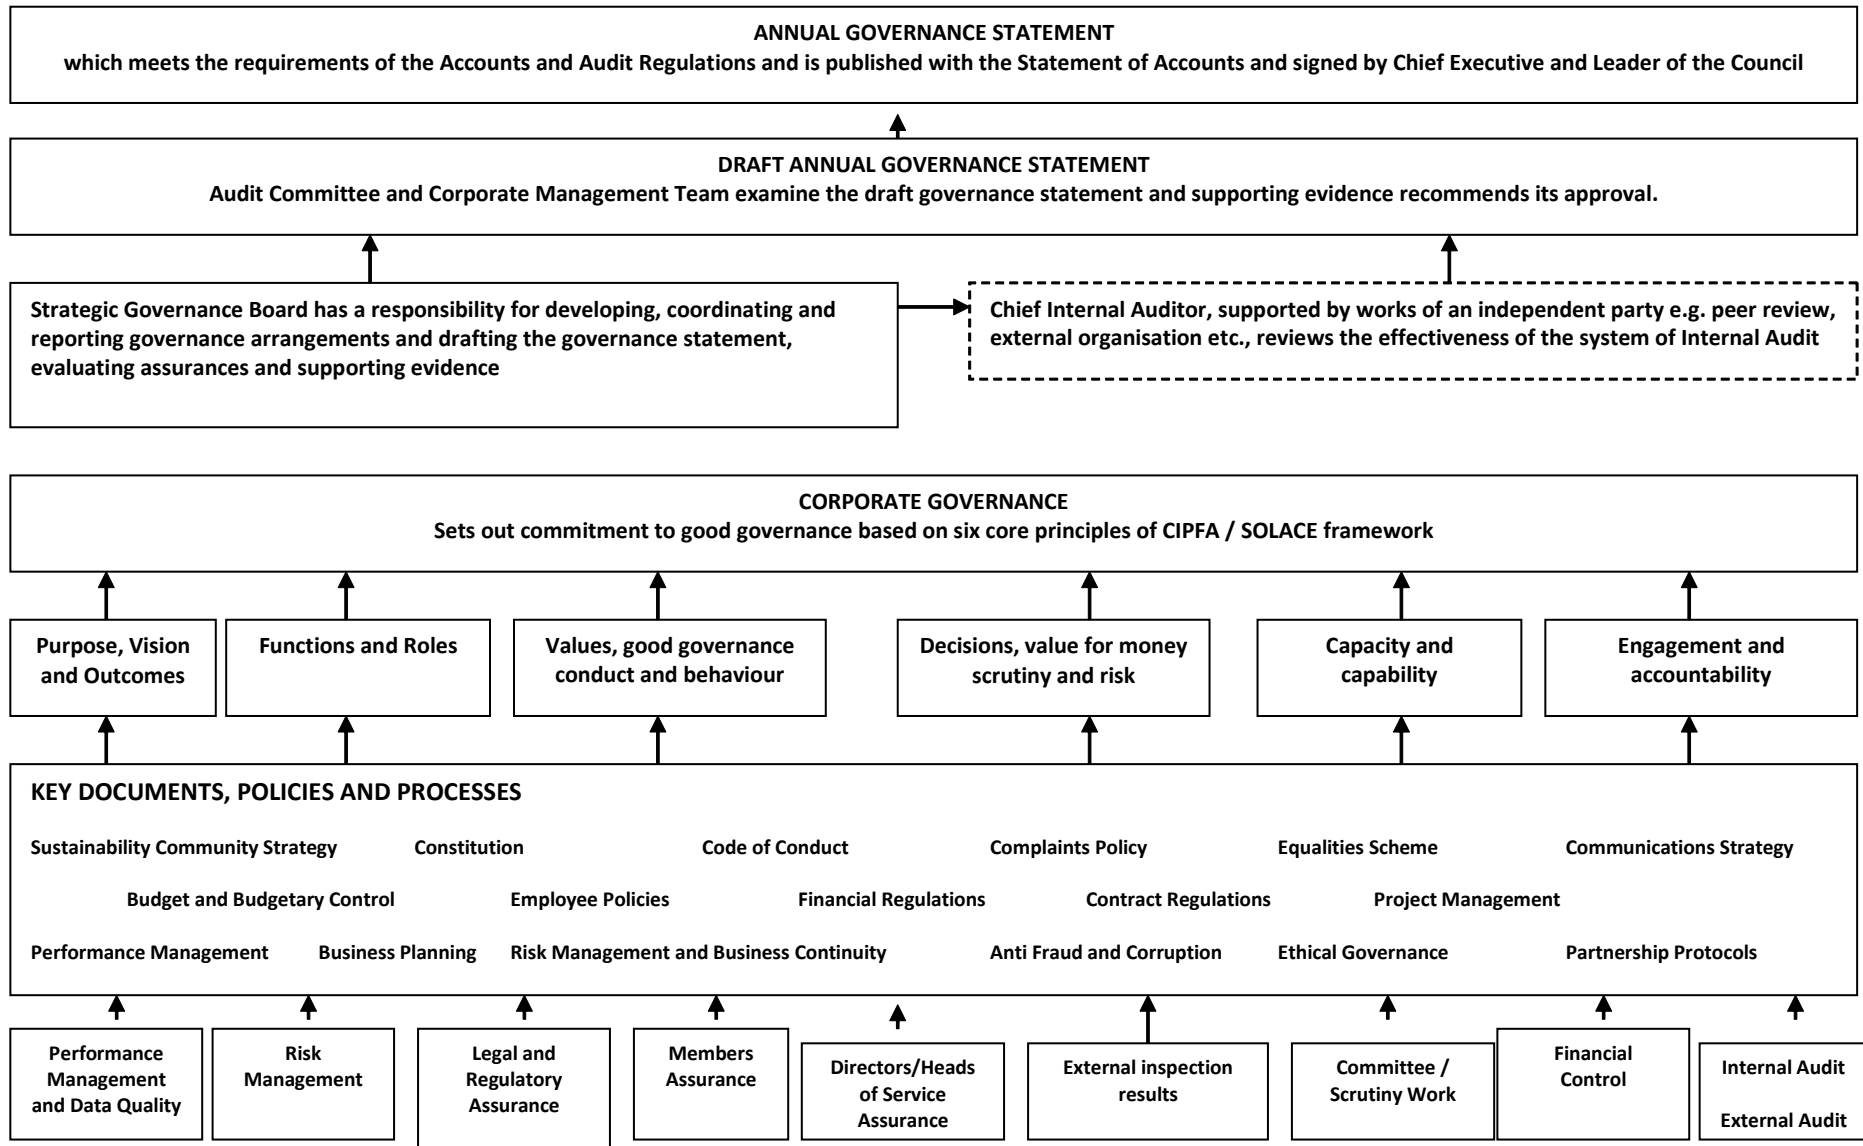 ANNUAL GOVERNANCE STATEMENT
which meets the requirements of the Accounts and Audit Regulations and is published with the Statement of Accounts and signed by Chief Executive and Leader of the Council
DRAFT ANNUAL GOVERNANCE STATEMENT
Audit Committee and Corporate Management Team examine the draft governance statement and supporting evidence recommends its approval.
Strategic Governance Board has a responsibility for developing, coordinating and
reporting governance arrangements and drafting the governance statement,
evaluating assurances and supporting evidence
Chief Internal Auditor, supported by works of an independent party e.g. peer review,
external organisation etc., reviews the effectiveness of the system of Internal Audit
CORPORATE GOVERNANCE
Sets out commitment to good governance based on six core principles of CIPFA / SOLACE framework
Purpose, Vision
and Outcomes
Functions and Roles
Values, good governance
conduct and behaviour
Decisions, value for money
scrutiny and risk
Capacity and
capability
Engagement and
accountability
KEY DOCUMENTS, POLICIES AND PROCESSES
Sustainability Community Strategy Constitution Code of Conduct Complaints Policy Equalities Scheme Communications Strategy
Budget and Budgetary Control Employee Policies Financial Regulations Contract Regulations Project Management
Performance Management Business Planning Risk Management and Business Continuity Anti Fraud and Corruption Ethical Governance Partnership Protocols
Performance
Management
and Data Quality
Risk
Management
Legal and
Regulatory
Assurance
Members
Assurance
Directors/Heads
of Service
Assurance
External inspection
results
Committee /
Scrutiny Work
Financial
Control
Internal Audit
External Audit